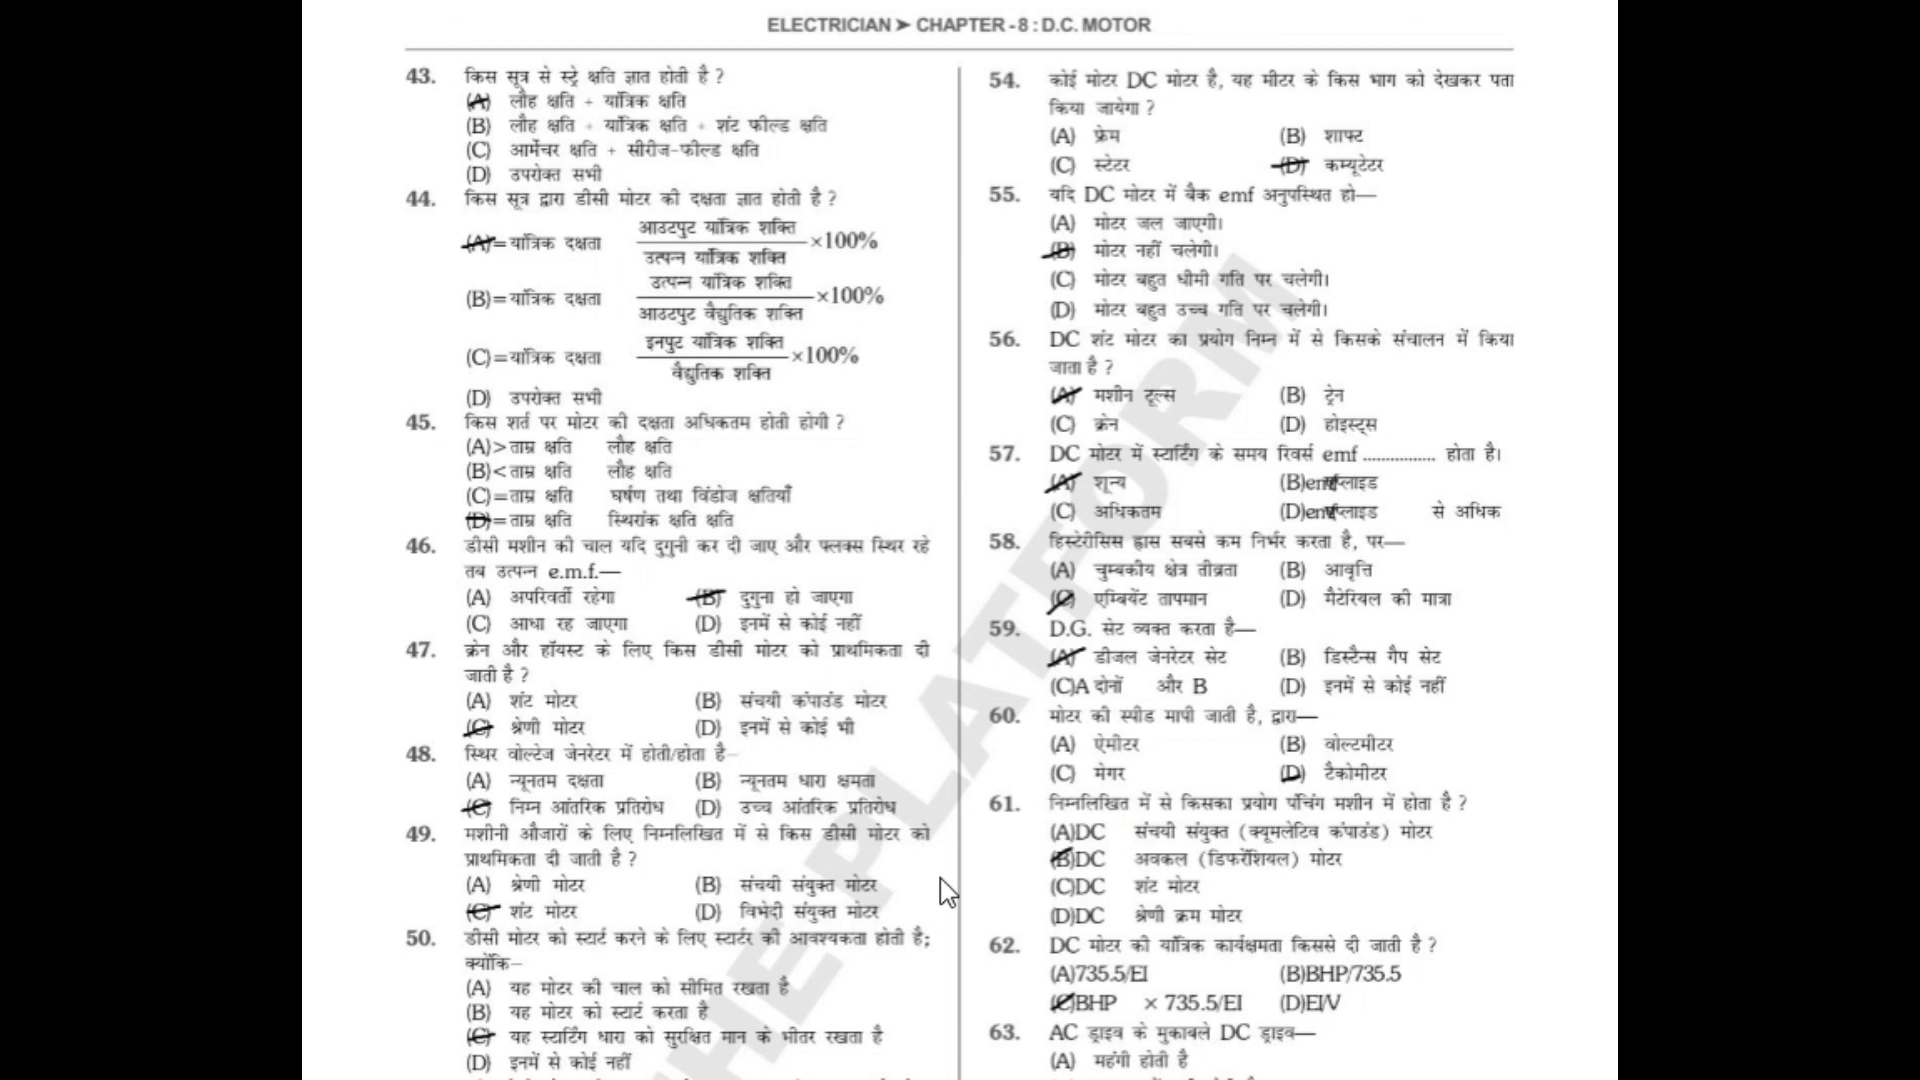 ELECTRICIAN ➤ CHAPTER - 8 : D.C. MOTOR
43. किस सूत्र से स्ट्रे क्षति ज्ञात होती है ?
(A) लौह क्षति + यांत्रिक क्षति
(B) लौह क्षति + यांत्रिक क्षति + शंट फील्ड क्षति
(C) आर्मेचर क्षति + सीरीज-फील्ड क्षति
(D) उपरोक्त सभी
44. किस सूत्र द्वारा डीसी मोटर की दक्षता ज्ञात होती है ?
(A)= यांत्रिक दक्षता आउटपुट यांत्रिक शक्ति / उत्पन्न यांत्रिक शक्ति ×100%
(B)= यांत्रिक दक्षता उत्पन्न यांत्रिक शक्ति / आउटपुट वैद्युतिक शक्ति ×100%
(C)= यांत्रिक दक्षता इनपुट यांत्रिक शक्ति / वैद्युतिक शक्ति ×100%
(D) उपरोक्त सभी
45. किस शर्त पर मोटर की दक्षता अधिकतम होती होगी ?
(A)> ताम्र क्षति लौह क्षति
(B)< ताम्र क्षति लौह क्षति
(C)= ताम्र क्षति घर्षण तथा विंडोज क्षतियाँ
(D)= ताम्र क्षति स्थिरांक क्षति क्षति
46. डीसी मशीन की चाल यदि दुगुनी कर दी जाए और फ्लक्स स्थिर रहे
तब उत्पन्न e.m.f.—
(A) अपरिवर्ती रहेगा (B) दुगुना हो जाएगा
(C) आधा रह जाएगा (D) इनमें से कोई नहीं
47. क्रेन और हॉयस्ट के लिए किस डीसी मोटर को प्राथमिकता दी
जाती है ?
(A) शंट मोटर (B) संचयी कंपाउंड मोटर
(C) श्रेणी मोटर (D) इनमें से कोई भी
48. स्थिर वोल्टेज जेनरेटर में होती/होता है–
(A) न्यूनतम दक्षता (B) न्यूनतम धारा क्षमता
(C) निम्न आंतरिक प्रतिरोध (D) उच्च आंतरिक प्रतिरोध
49. मशीनी औजारों के लिए निम्नलिखित में से किस डीसी मोटर को
प्राथमिकता दी जाती है ?
(A) श्रेणी मोटर (B) संचयी संयुक्त मोटर
(C) शंट मोटर (D) विभेदी संयुक्त मोटर
50. डीसी मोटर को स्टार्ट करने के लिए स्टार्टर की आवश्यकता होती है;
क्योंकि–
(A) यह मोटर की चाल को सीमित रखता है
(B) यह मोटर को स्टार्ट करता है
(C) यह स्टार्टिंग धारा को सुरक्षित मान के भीतर रखता है
(D) इनमें से कोई नहीं
54. कोई मोटर DC मोटर है, यह मीटर के किस भाग को देखकर पता
किया जायेगा ?
(A) फ्रेम (B) शाफ्ट
(C) स्टेटर (D) कम्यूटेटर
55. यदि DC मोटर में बैक emf अनुपस्थित हो—
(A) मोटर जल जाएगी।
(B) मोटर नहीं चलेगी।
(C) मोटर बहुत धीमी गति पर चलेगी।
(D) मोटर बहुत उच्च गति पर चलेगी।
56. DC शंट मोटर का प्रयोग निम्न में से किसके संचालन में किया
जाता है ?
(A) मशीन टूल्स (B) ट्रेन
(C) क्रेन (D) होइस्ट्स
57. DC मोटर में स्टार्टिंग के समय रिवर्स emf ................ होता है।
(A) शून्य (B)emf
(C) अधिकतम (D)emf से अधिक
58. हिस्टेरीसिस ह्रास सबसे कम निर्भर करता है, पर—
(A) चुम्बकीय क्षेत्र तीव्रता (B) आवृत्ति
(C) एम्बियेंट तापमान (D) मैटेरियल की मात्रा
59. D.G. सेट व्यक्त करता है—
(A) डीजल जेनरेटर सेट (B) डिस्टैन्स गैप सेट
(C)A दोनों और B (D) इनमें से कोई नहीं
60. मोटर की स्पीड मापी जाती है, द्वारा—
(A) ऐमीटर (B) वोल्टमीटर
(C) मेगर (D) टैकोमीटर
61. निम्नलिखित में से किसका प्रयोग पंचिंग मशीन में होता है ?
(A)DC संचयी संयुक्त (क्यूमलेटिव कंपाउंड) मोटर
(B)DC अवकल (डिफरेंशियल) मोटर
(C)DC शंट मोटर
(D)DC श्रेणी क्रम मोटर
62. DC मोटर की यांत्रिक कार्यक्षमता किससे दी जाती है ?
(A)735.5/EI (B)BHP/735.5
(C)BHP × 735.5/EI (D)EI/V
63. AC ड्राइव के मुकाबले DC ड्राइव—
(A) महंगी होती है
THE PLATFORM